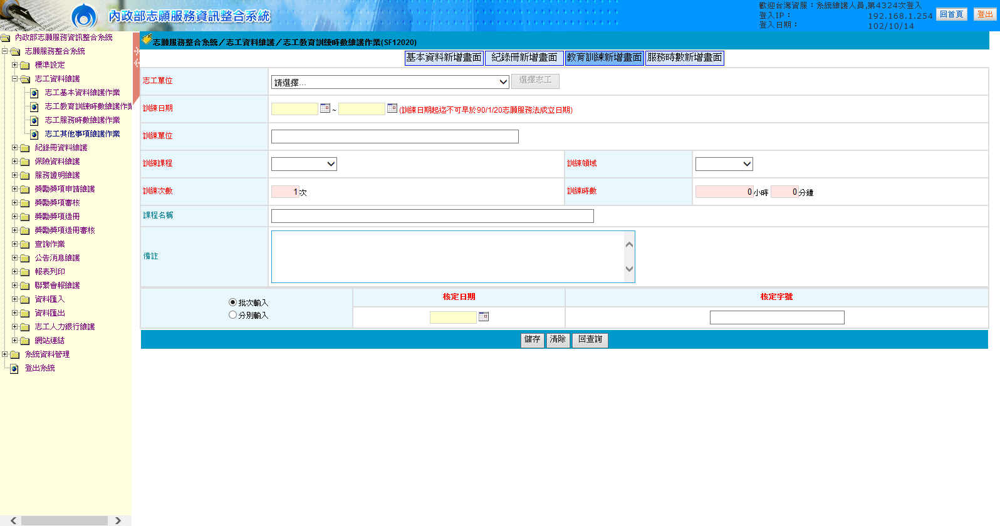 內政部志願服務資訊整合系統
歡迎台灣資服：系統維護人員,第4324次登入
登入IP： 192.168.1.254
登入日期： 102/10/14
回首頁 登出
內政部志願服務資訊整合系統
志願服務整合系統
標準設定
志工資料維護
志工基本資料維護作業
志工教育訓練時數維護作業
志工服務時數維護作業
志工其他事項維護作業
紀錄冊資料維護
保險資料維護
服務證明維護
獎勵獎項申請維護
獎勵獎項審核
獎勵獎項造冊
獎勵獎項造冊審核
查詢作業
公告消息維護
報表列印
聯繫會報維護
資料匯入
資料匯出
志工人力銀行維護
網站連結
系統資料管理
登出系統
志願服務整合系統／志工資料維護／志工教育訓練時數維護作業(SF12020)
基本資料新增畫面 紀錄冊新增畫面 教育訓練新增畫面 服務時數新增畫面
志工單位 請選擇... 選擇志工
訓練日期 ~ (訓練日期起迄不可早於90/1/20志願服務法成立日期)
訓練單位
訓練課程 訓練領域
訓練次數 1次 訓練時數 0小時 0分鐘
課程名稱
備註
批次輸入
分別輸入
核定日期 核定字號
儲存 清除 回查詢